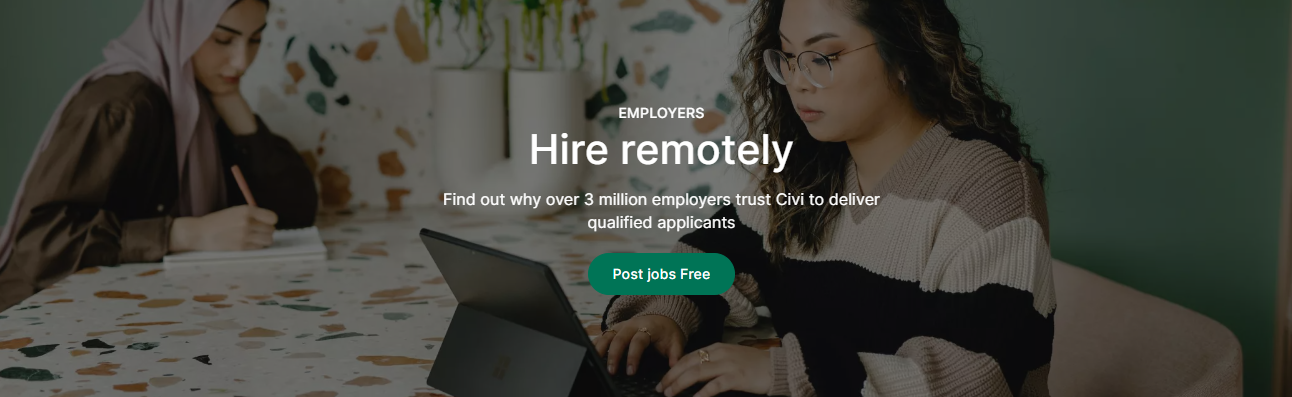 EMPLOYERS
Hire remotely
Find out why over 3 million employers trust Civi to deliver
qualified applicants
Post jobs Free